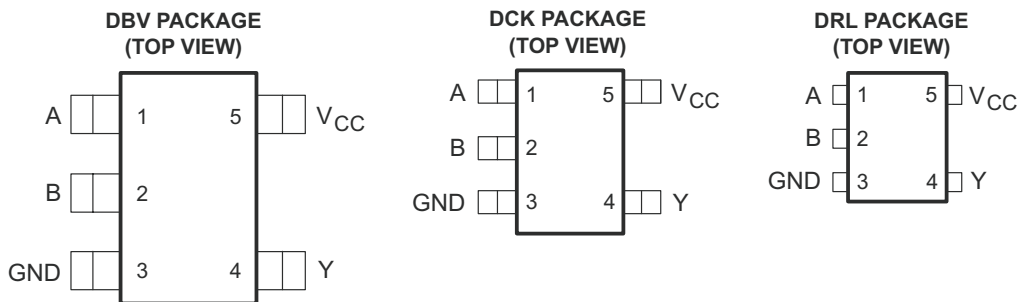 DBV PACKAGE
(TOP VIEW)
A 1 5 VCC
B 2
GND 3 4 Y
DCK PACKAGE
(TOP VIEW)
A 1 5 VCC
B 2
GND 3 4 Y
DRL PACKAGE
(TOP VIEW)
A 1 5 VCC
B 2
GND 3 4 Y